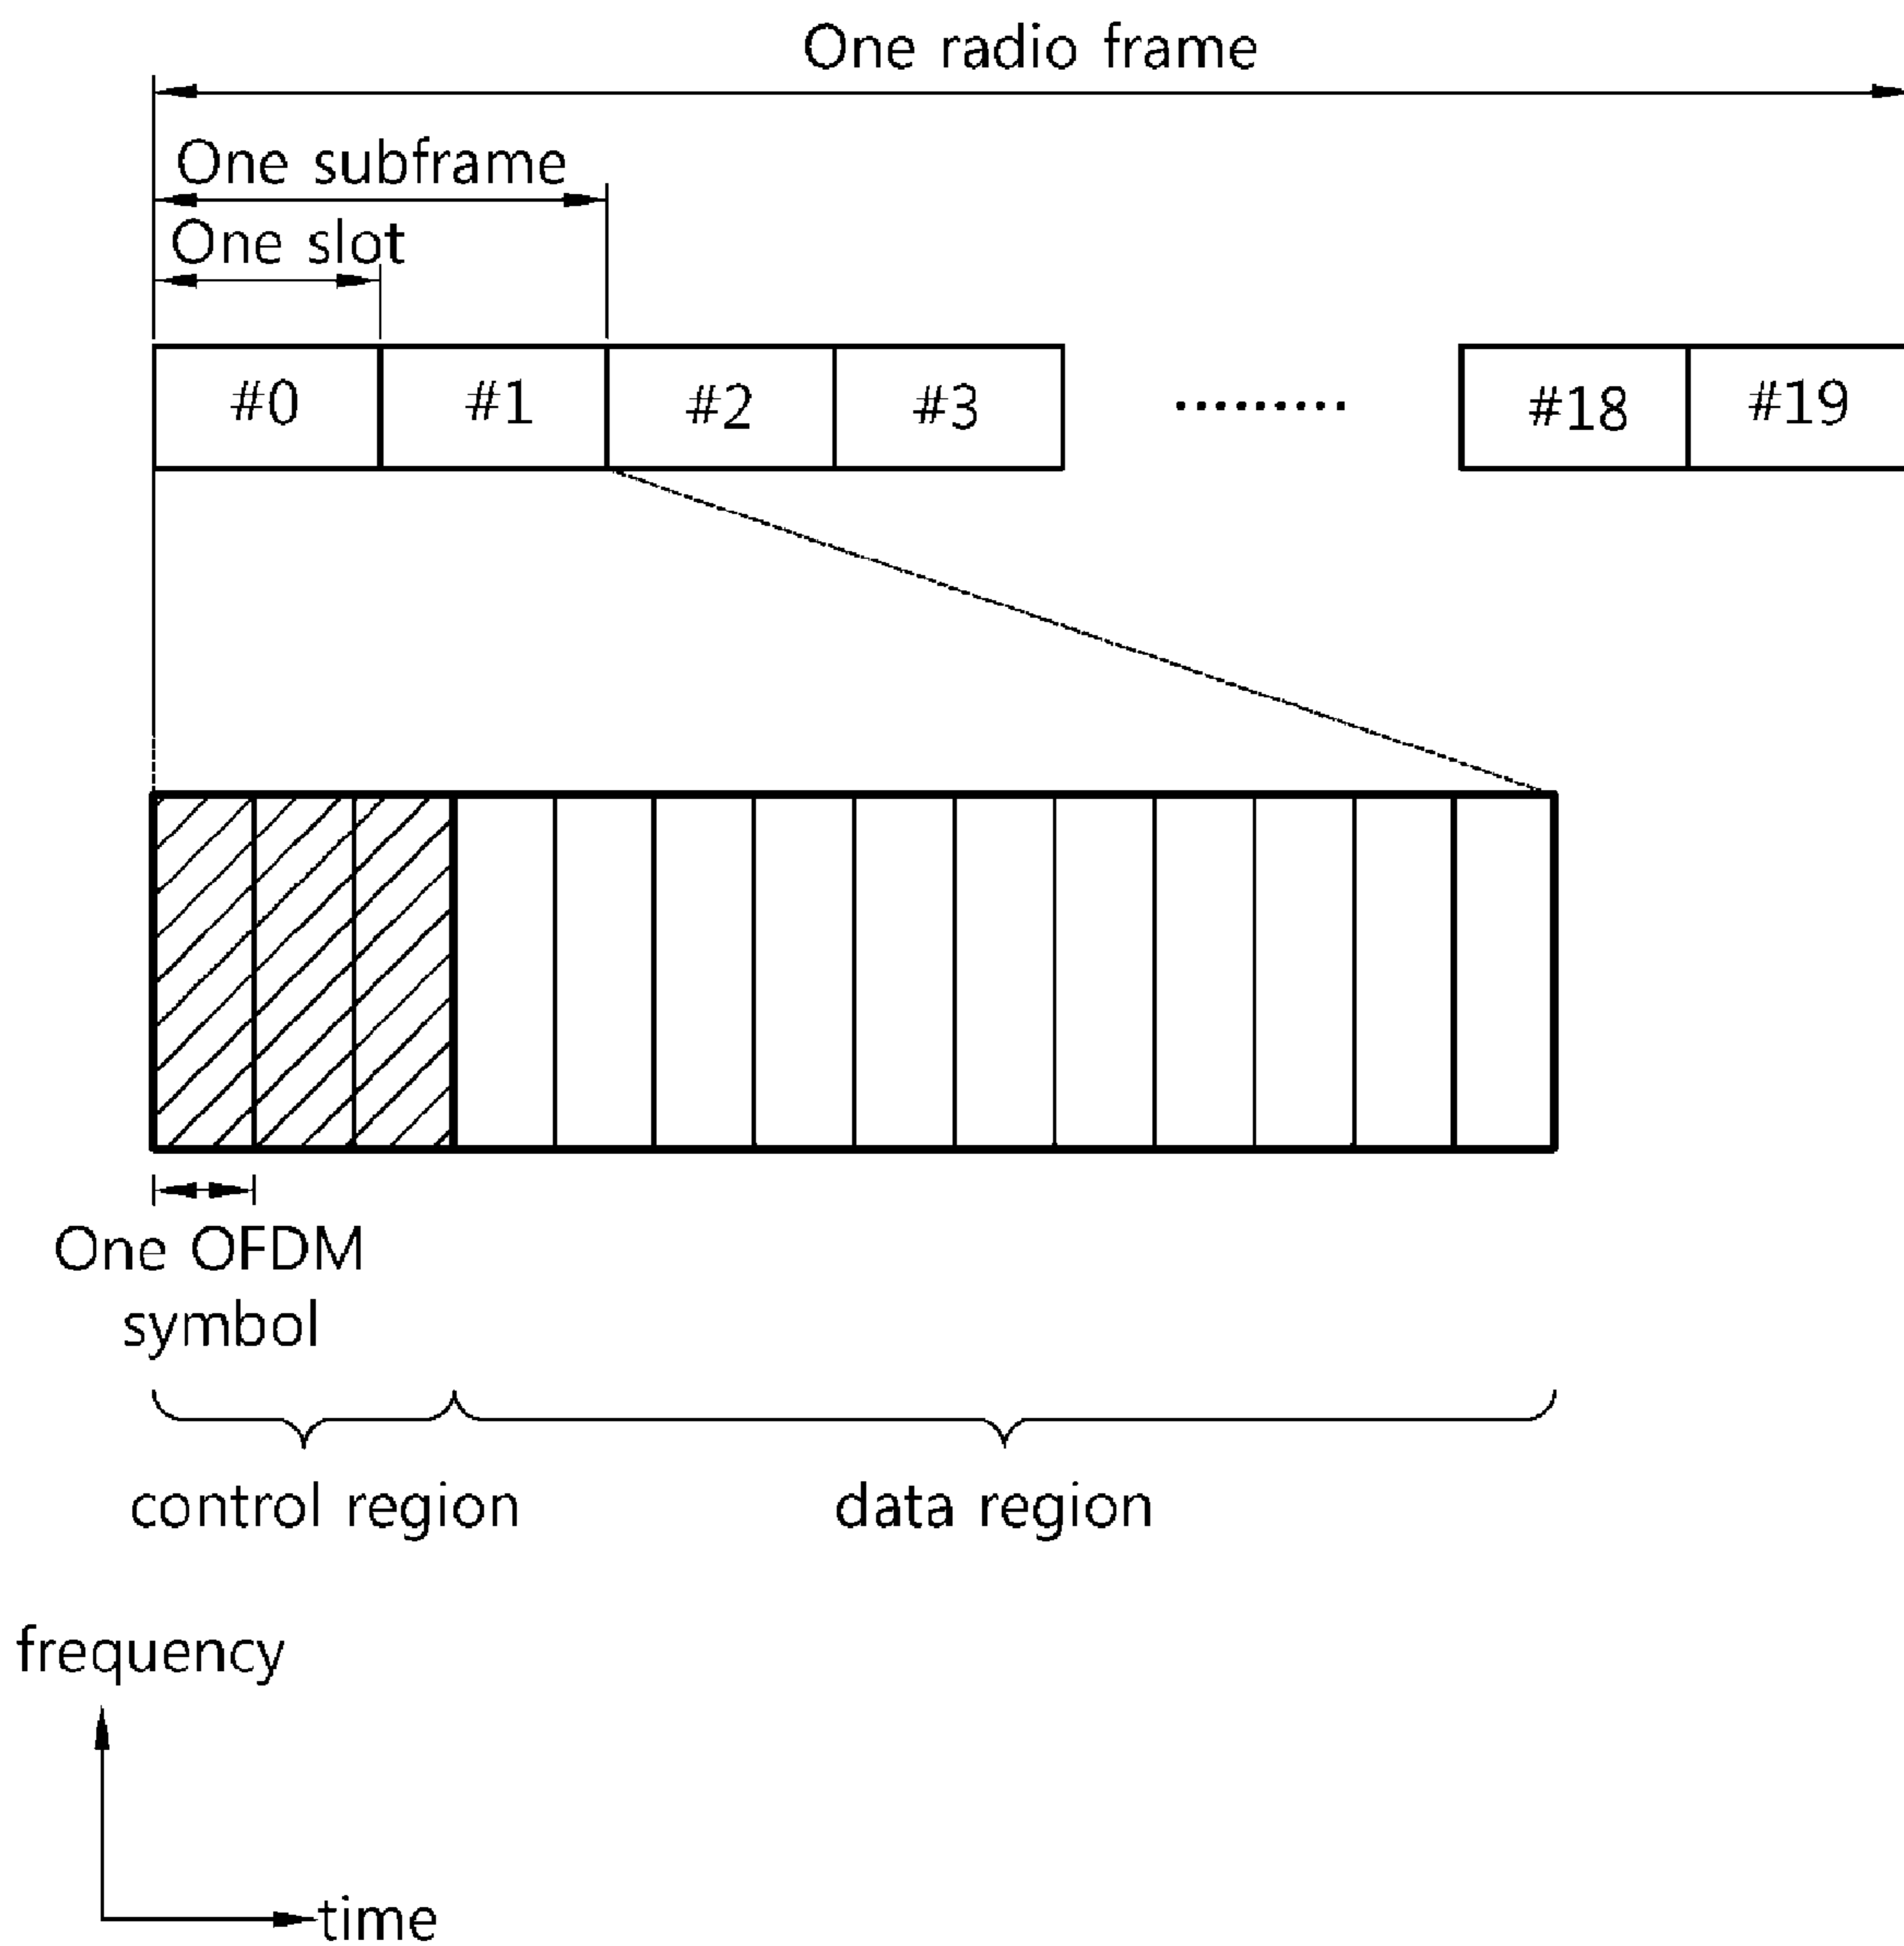 One radio frame
One subframe
One slot
#0 #1 #2 #3 ········· #18 #19
One OFDM
symbol
control region data region
frequency
time